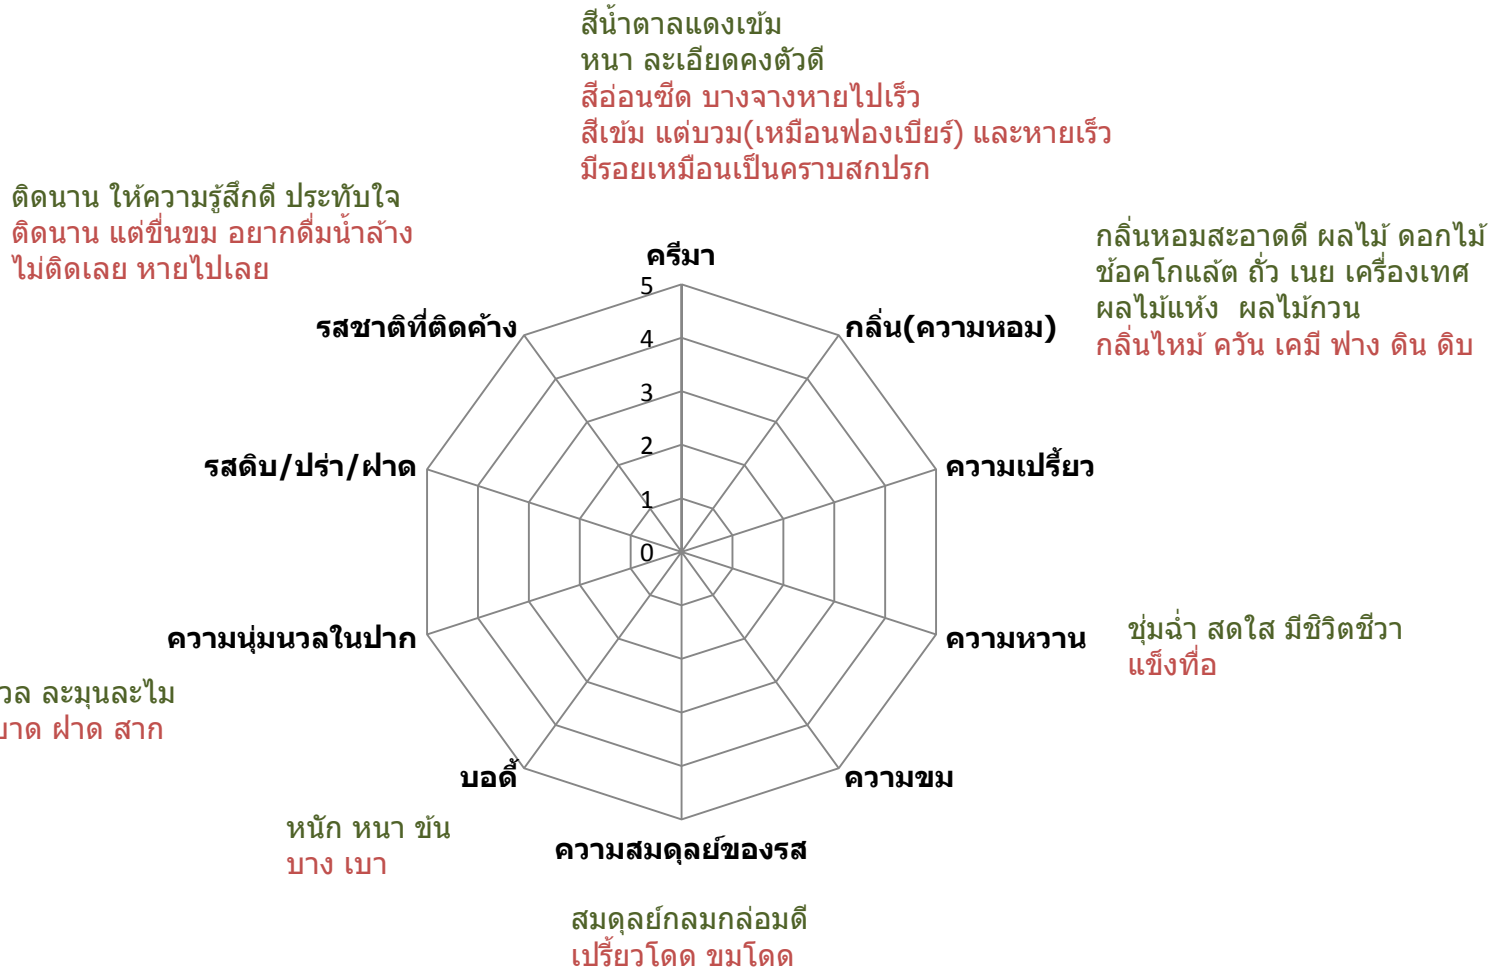 สีน้ำตาลแดงเข้ม
หนา ละเอียดคงตัวดี
สีอ่อนซีด บางจางหายไปเร็ว
สีเข้ม แต่บวม(เหมือนฟองเบียร์) และหายเร็ว
มีรอยเหมือนเป็นคราบสกปรก
ติดนาน ให้ความรู้สึกดี ประทับใจ
ติดนาน แต่ขื่นขม อยากดื่มน้ำล้าง
ไม่ติดเลย หายไปเลย
กลิ่นหอมสะอาดดี ผลไม้ ดอกไม้
ช้อคโกแล้ต ถั่ว เนย เครื่องเทศ
ผลไม้แห้ง ผลไม้กวน
กลิ่นไหม้ ควัน เคมี ฟาง ดิน ดิบ
ครีมา
5
รสชาติที่ติดค้าง
กลิ่น(ความหอม)
4
3
2
รสดิบ/ปร่า/ฝาด
ความเปรี้ยว
1
0
ความนุ่มนวลในปาก
ความหวาน
ชุ่มฉ่ำ สดใส มีชิวิตชีวา
แข็งทื่อ
ละมุนละไม
ฝาด สาก
บอดี้
ความขม
หนัก หนา ข้น
บาง เบา
ความสมดุลย์ของรส
สมดุลย์กลมกล่อมดี
เปรี้ยวโดด ขมโดด